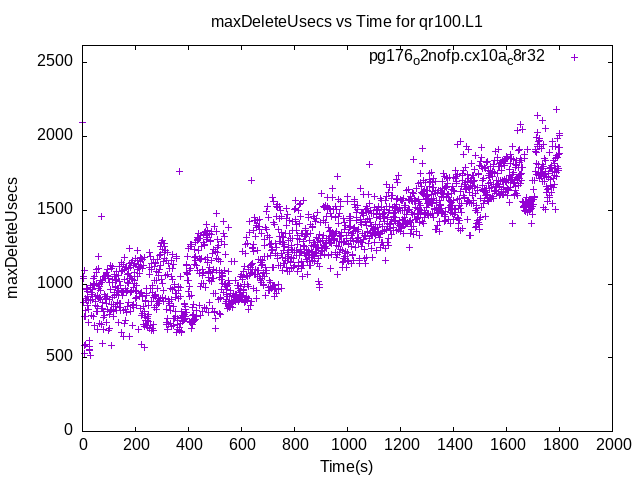 maxDeleteUsecs vs Time for qr100.L1
pg176o2nofp.cx10ac8r32
maxDeleteUsecs
2500
2000
1500
1000
500
0
0 200 400 600 800 1000 1200 1400 1600 1800 2000
Time(s)